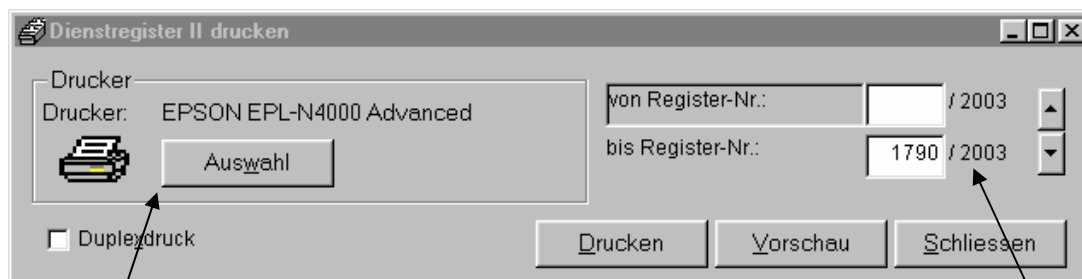 Dienstregister II drucken
Drucker
Drucker: EPSON EPL-N4000 Advanced
Auswahl
von Register-Nr.: / 2003
bis Register-Nr.: 1790 / 2003
Duplexdruck
Drucken Vorschau Schliessen